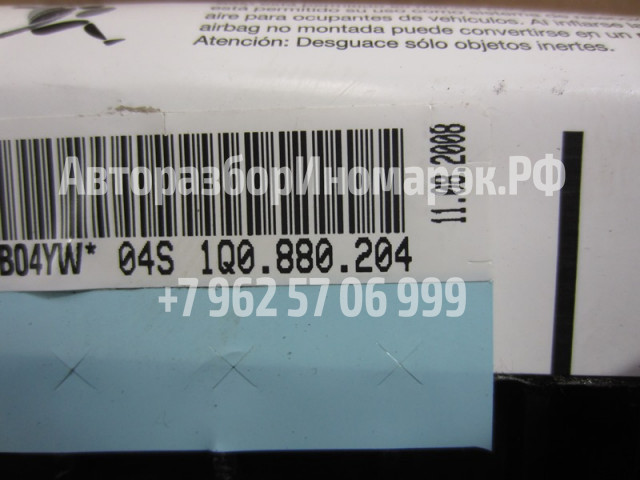 aire para ocupantes de vehículos. Al inflarse
airbag no montada puede convertirse en un
Atención: Desguace sólo objetos inertes.
11.08.2008
АвторазборИномарок.РФ
B04YW* 04S 1Q0.880.204
+7 962 57 06 999